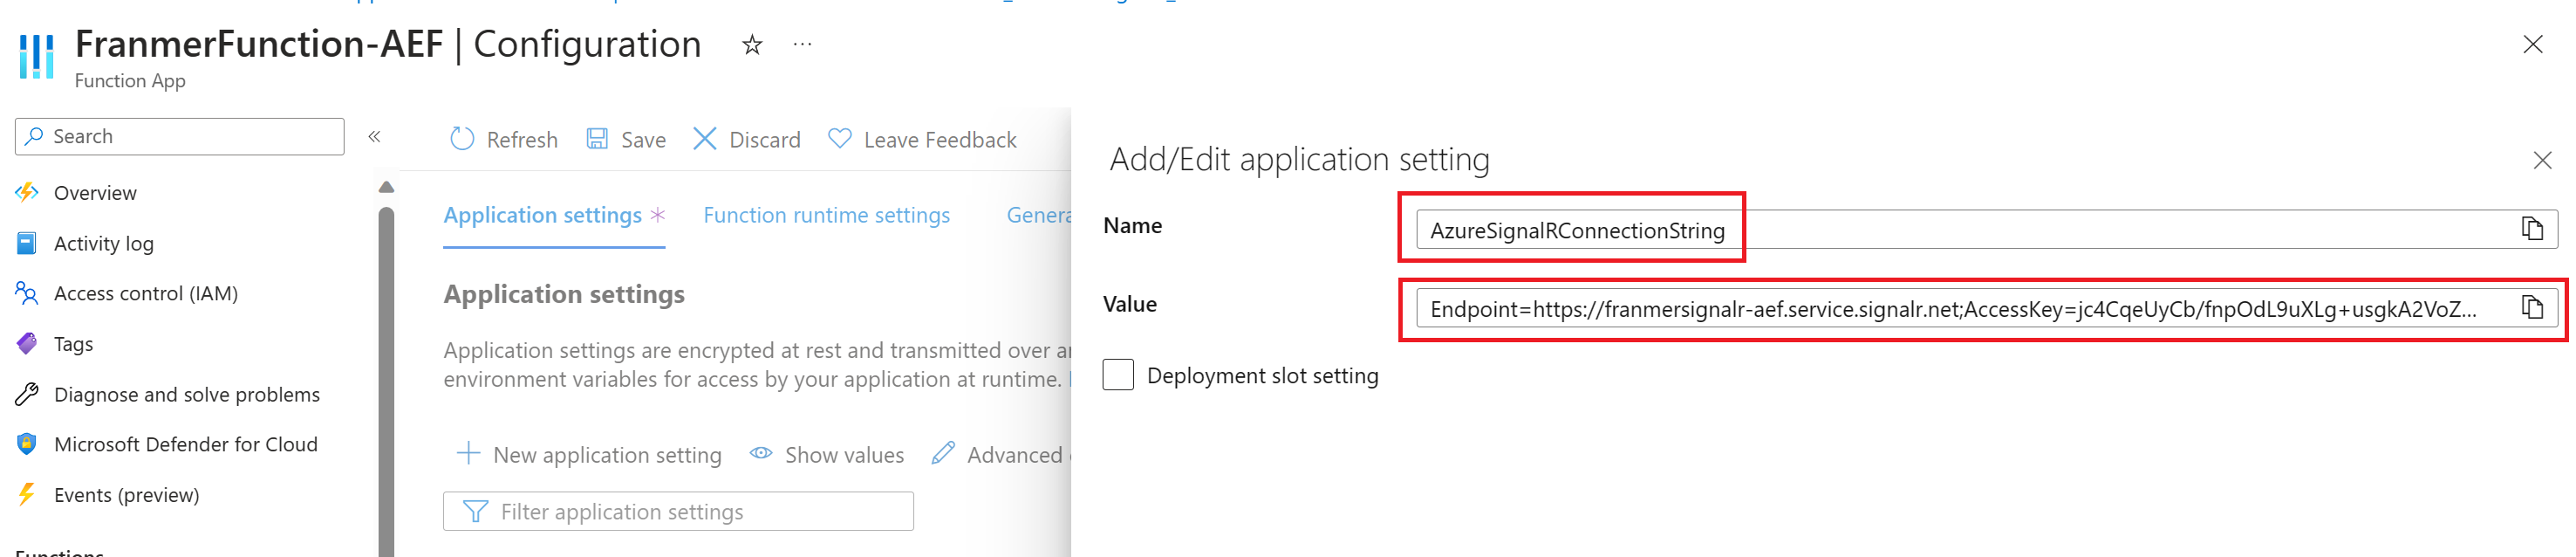 FranmerFunction-AEF | Configuration
Function App
Search
Overview
Activity log
Access control (IAM)
Tags
Diagnose and solve problems
Microsoft Defender for Cloud
Events (preview)
Functions
Refresh
Save
Discard
Leave Feedback
Application settings
Function runtime settings
Genera
Application settings
Application settings are encrypted at rest and transmitted over an
environment variables for access by your application at runtime.
New application setting
Show values
Advanced
Filter application settings
Add/Edit application setting
Name
AzureSignalRConnectionString
Value
Endpoint=https://franmersignalr-aef.service.signalr.net;AccessKey=jc4CqeUyCb/fnpOdL9uXLg+usgkA2VoZ...
Deployment slot setting